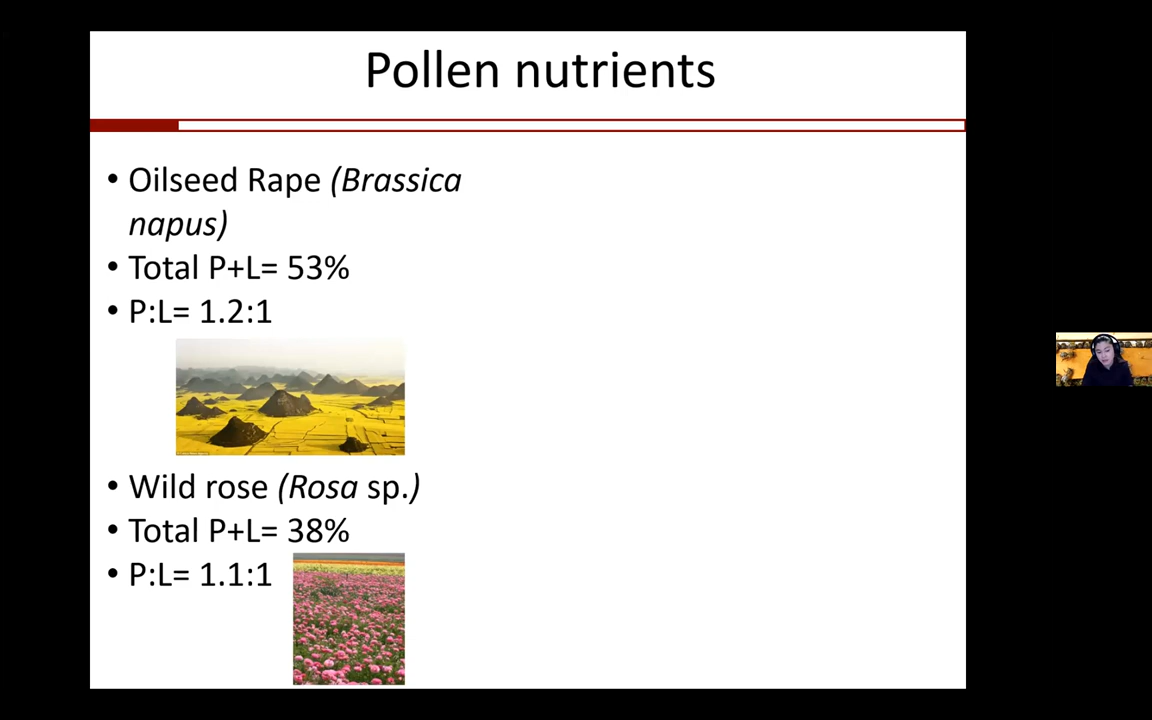 Pollen nutrients
• Oilseed Rape (Brassica
napus)
• Total P+L= 53%
• P:L= 1.2:1
• Wild rose (Rosa sp.)
• Total P+L= 38%
• P:L= 1.1:1